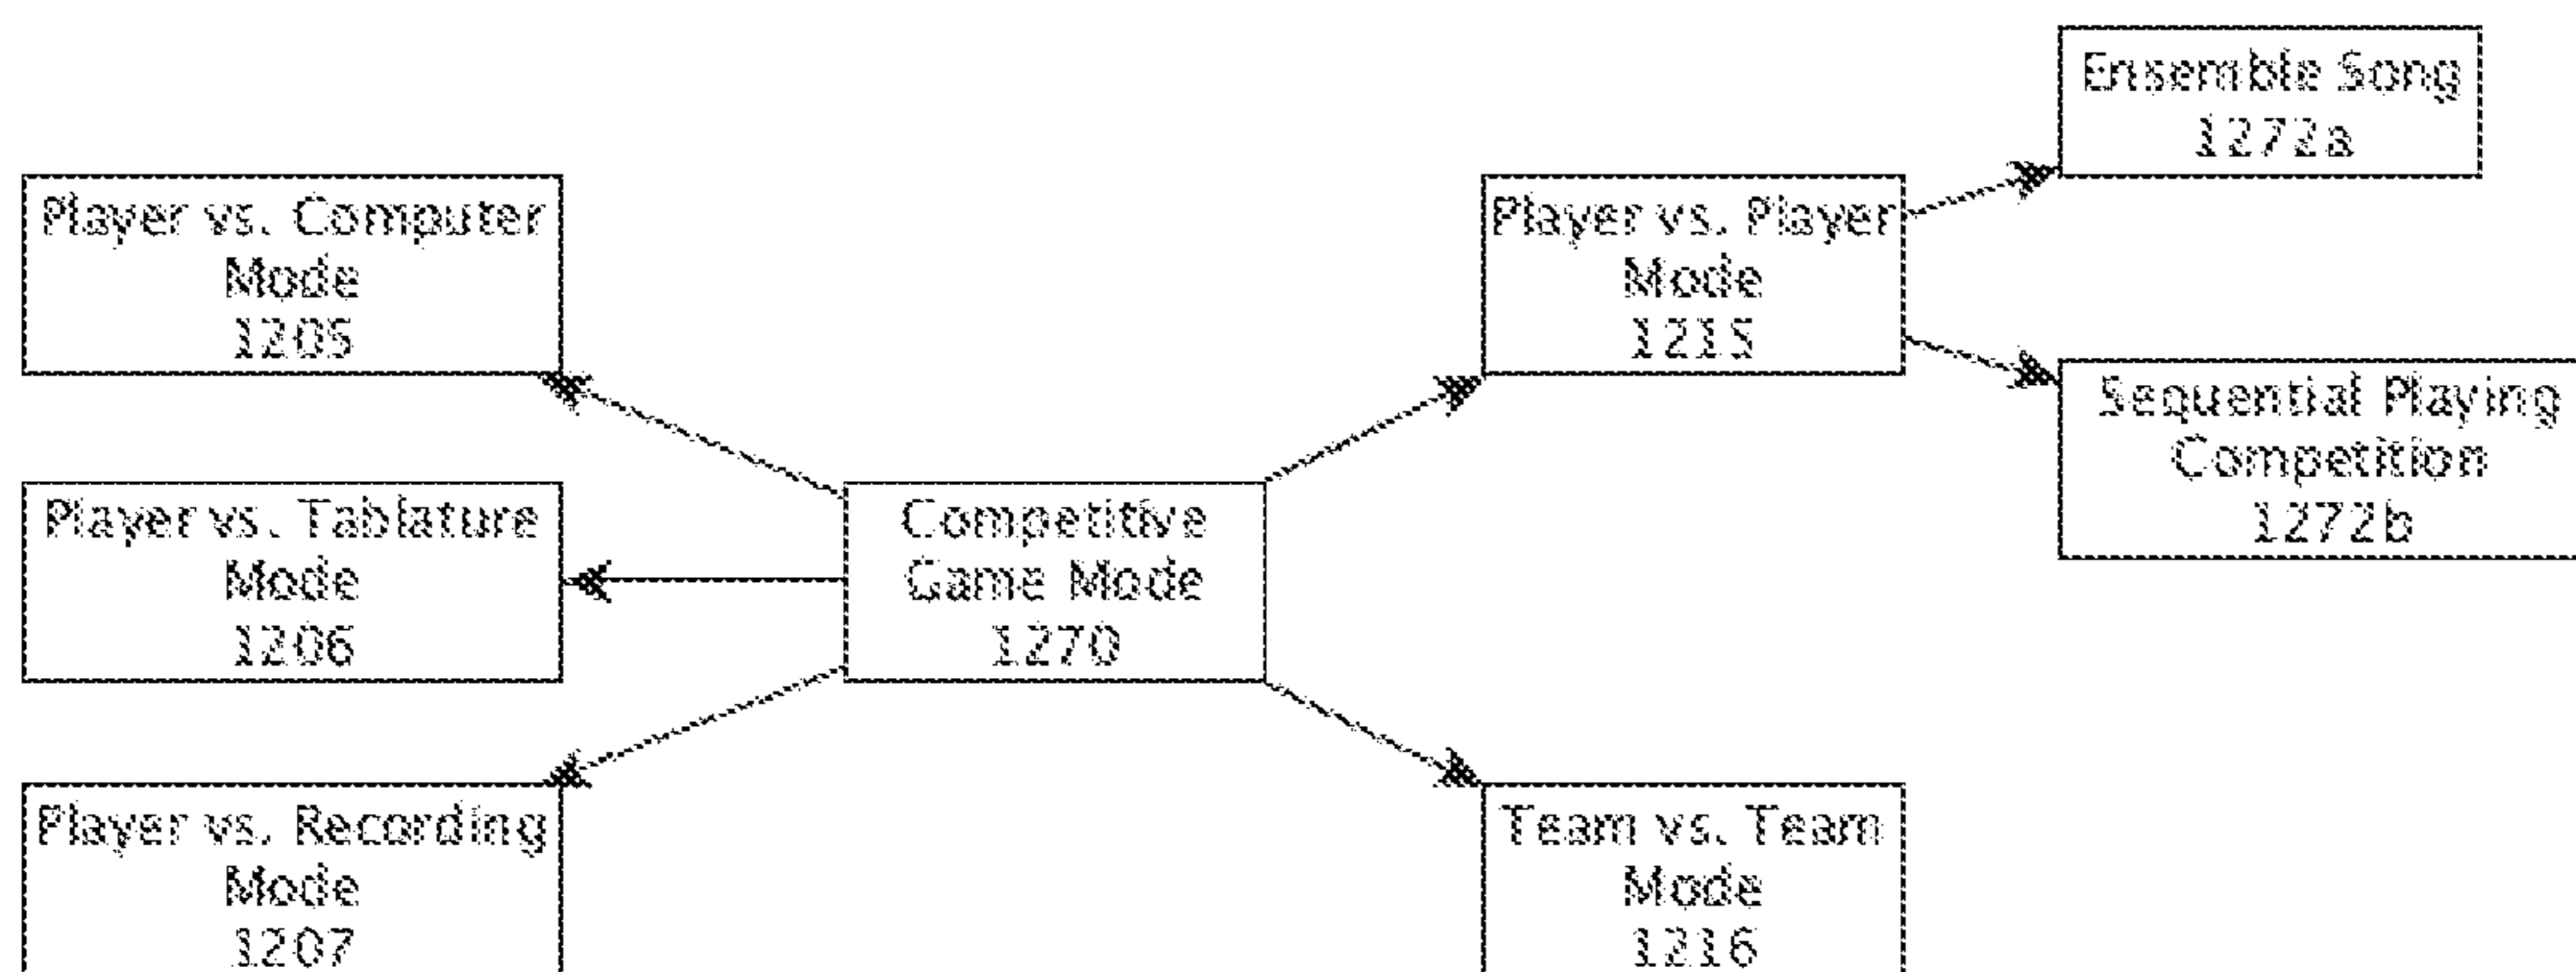 Ensemble Song
1272a
Player vs. Computer
Mode
1205
Player vs. Player
Mode
1215
Sequential Playing
Competition
1272b
Player vs. Tablature
Mode
1206
Competitive
Game Mode
1270
Player vs. Recording
Mode
1207
Team vs. Team
Mode
1216